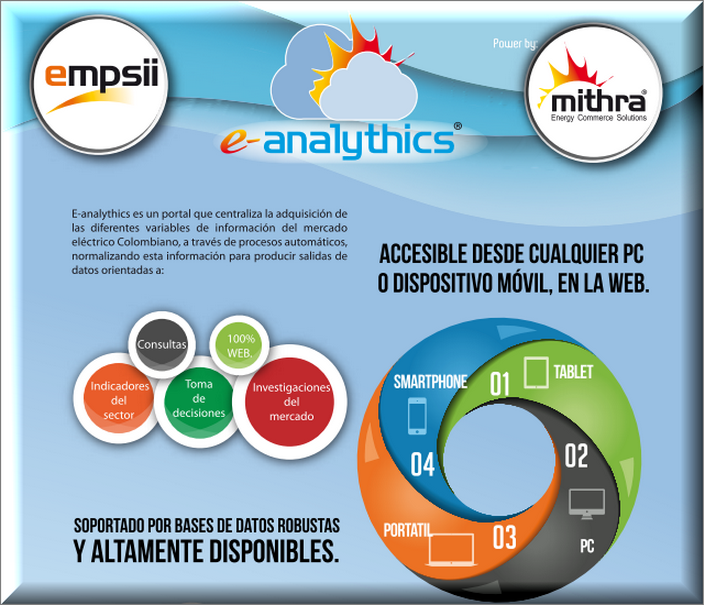 empsii
Power by:
mithra®
Energy Commerce Solutions
e-analythics®
E-analythics es un portal que centraliza la adquisición de
las diferentes variables de información del mercado
eléctrico Colombiano, a través de procesos automáticos,
normalizando esta información para producir salidas de
datos orientadas a:
ACCESIBLE DESDE CUALQUIER PC
O DISPOSITIVO MÓVIL, EN LA WEB.
Consultas
100%
WEB.
Indicadores
del
sector
Toma
de
decisiones
Investigaciones
del
mercado
SMARTPHONE
04
01
TABLET
02
PC
03
PORTATIL
SOPORTADO POR BASES DE DATOS ROBUSTAS
Y ALTAMENTE DISPONIBLES.